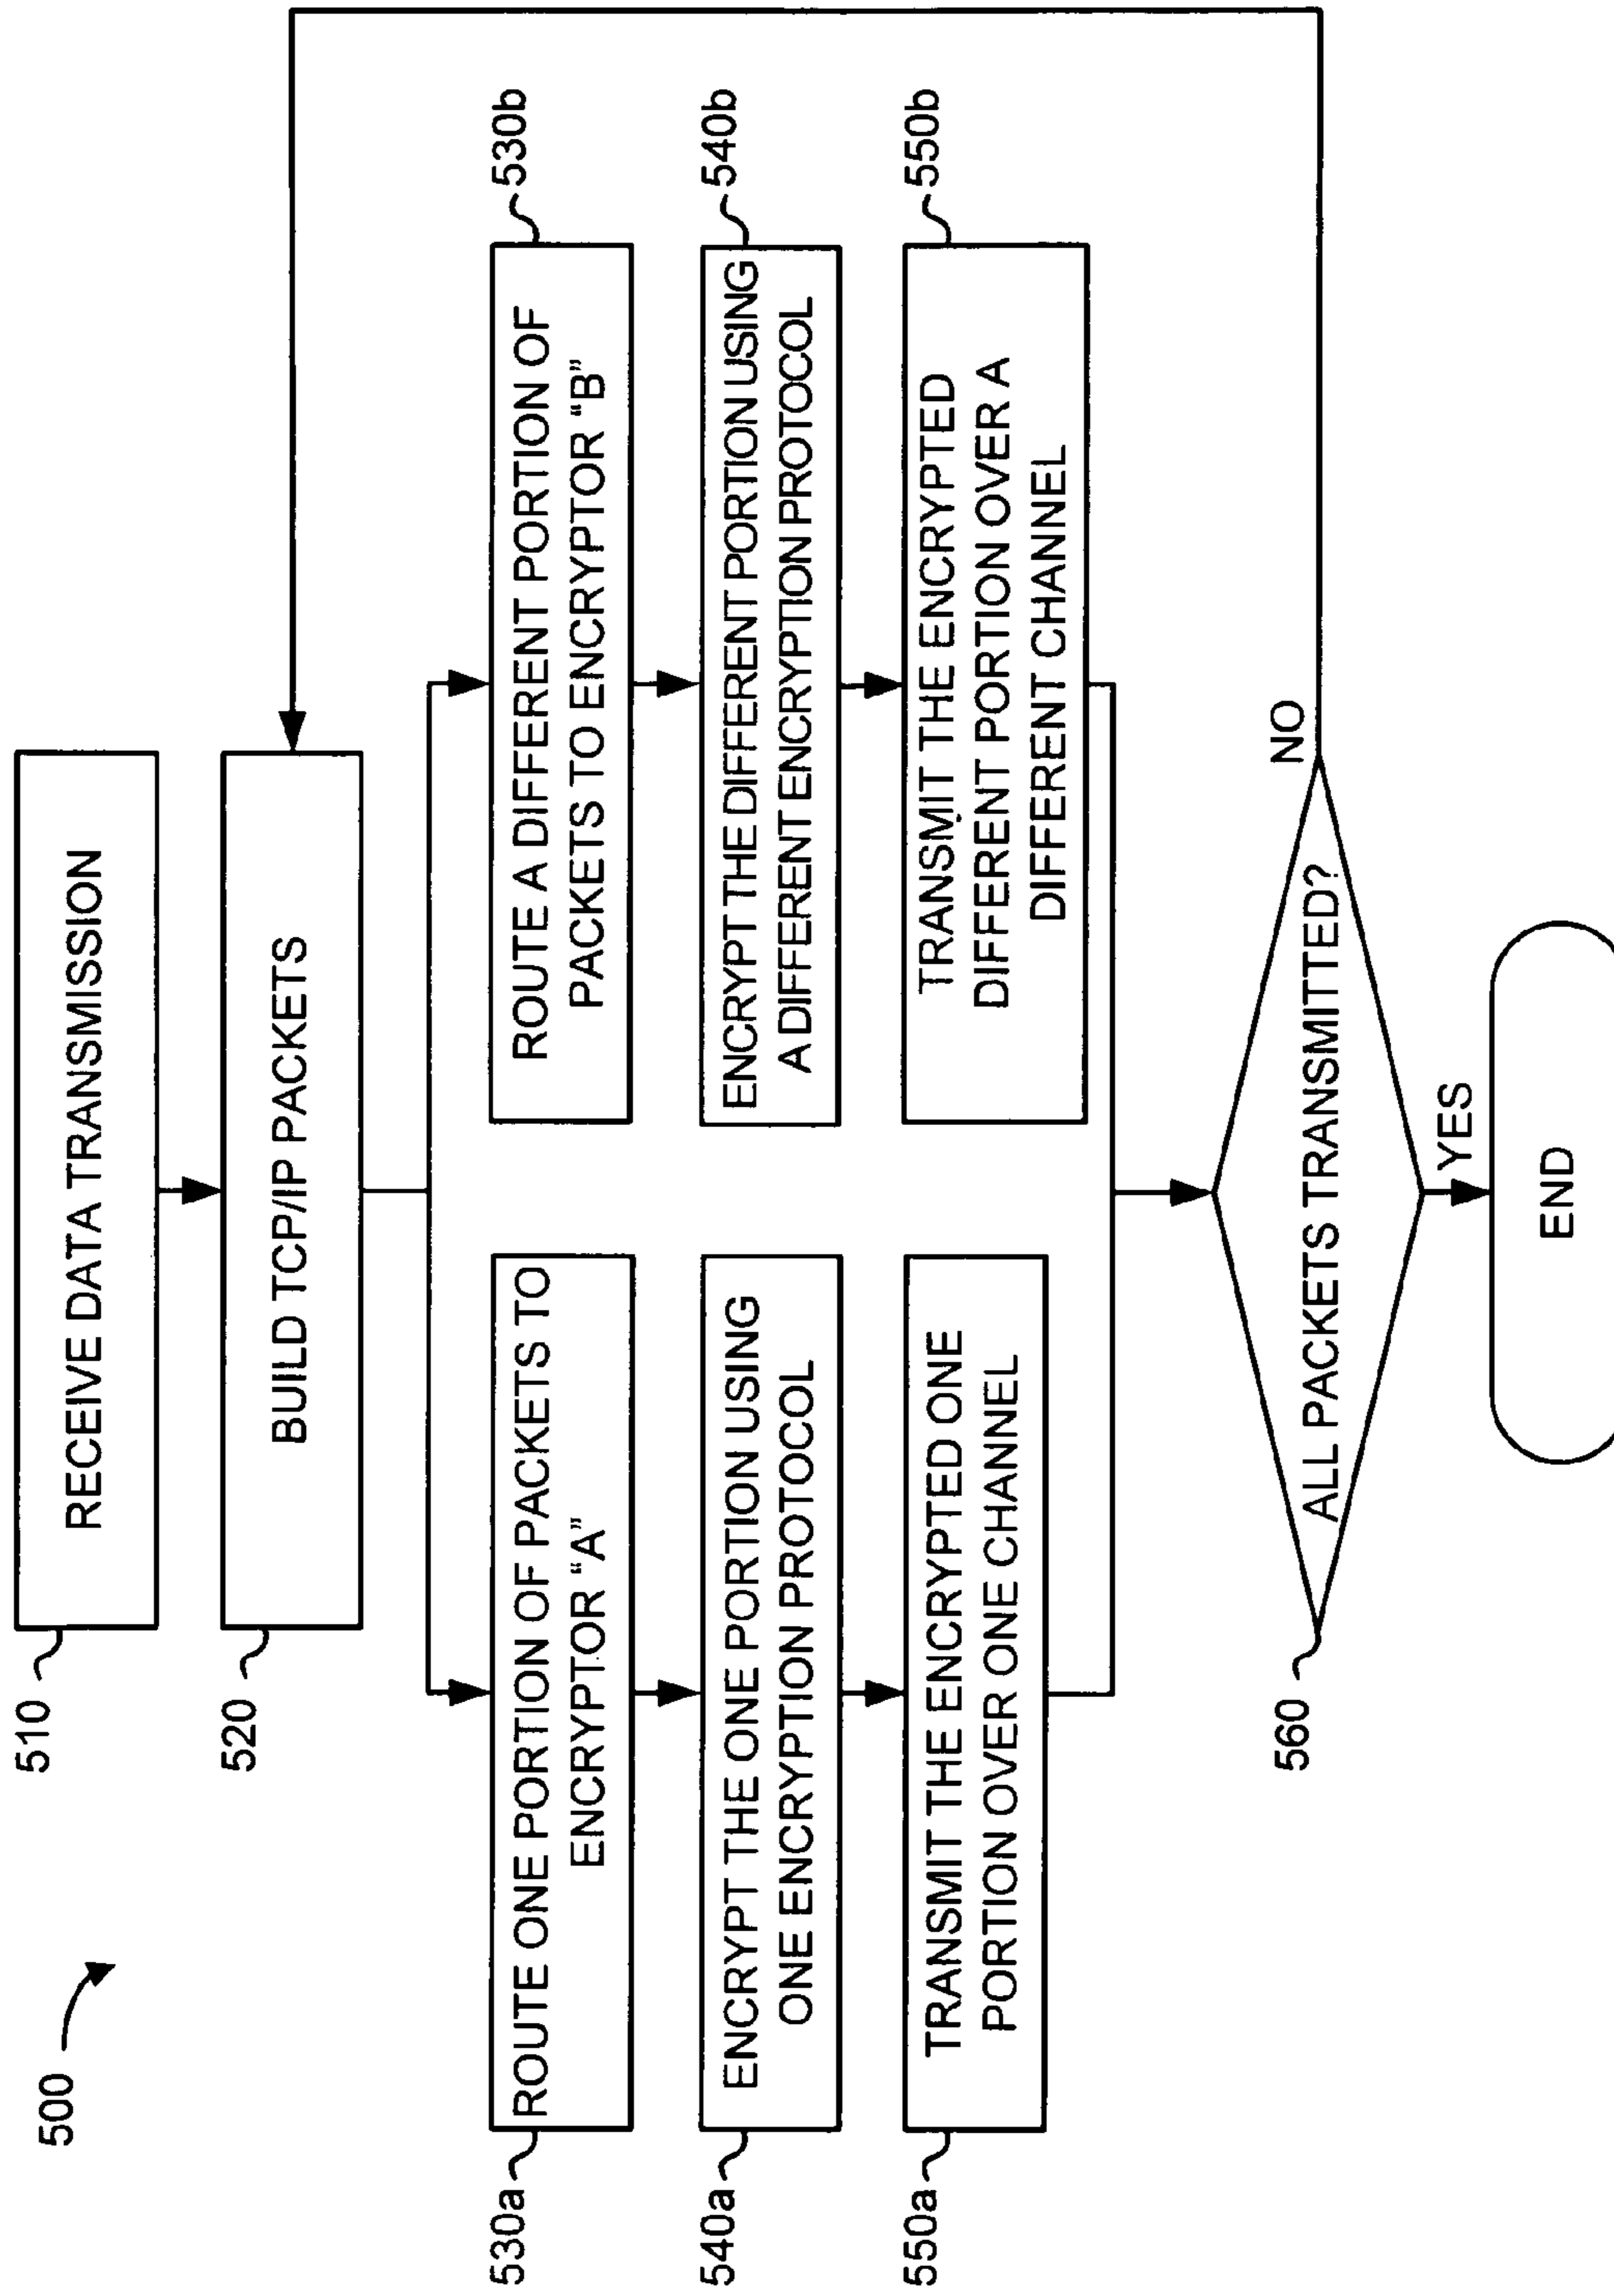 500
510
RECEIVE DATA TRANSMISSION
520
BUILD TCP/IP PACKETS
530a
ROUTE ONE PORTION OF PACKETS TO
ENCRYPTOR “A”
530b
ROUTE A DIFFERENT PORTION OF
PACKETS TO ENCRYPTOR “B”
540a
ENCRYPT THE ONE PORTION USING
ONE ENCRYPTION PROTOCOL
540b
ENCRYPT THE DIFFERENT PORTION USING
A DIFFERENT ENCRYPTION PROTOCOL
550a
TRANSMIT THE ENCRYPTED ONE
PORTION OVER ONE CHANNEL
550b
TRANSMIT THE ENCRYPTED
DIFFERENT PORTION OVER A
DIFFERENT CHANNEL
560
ALL PACKETS TRANSMITTED?
NO
YES
END